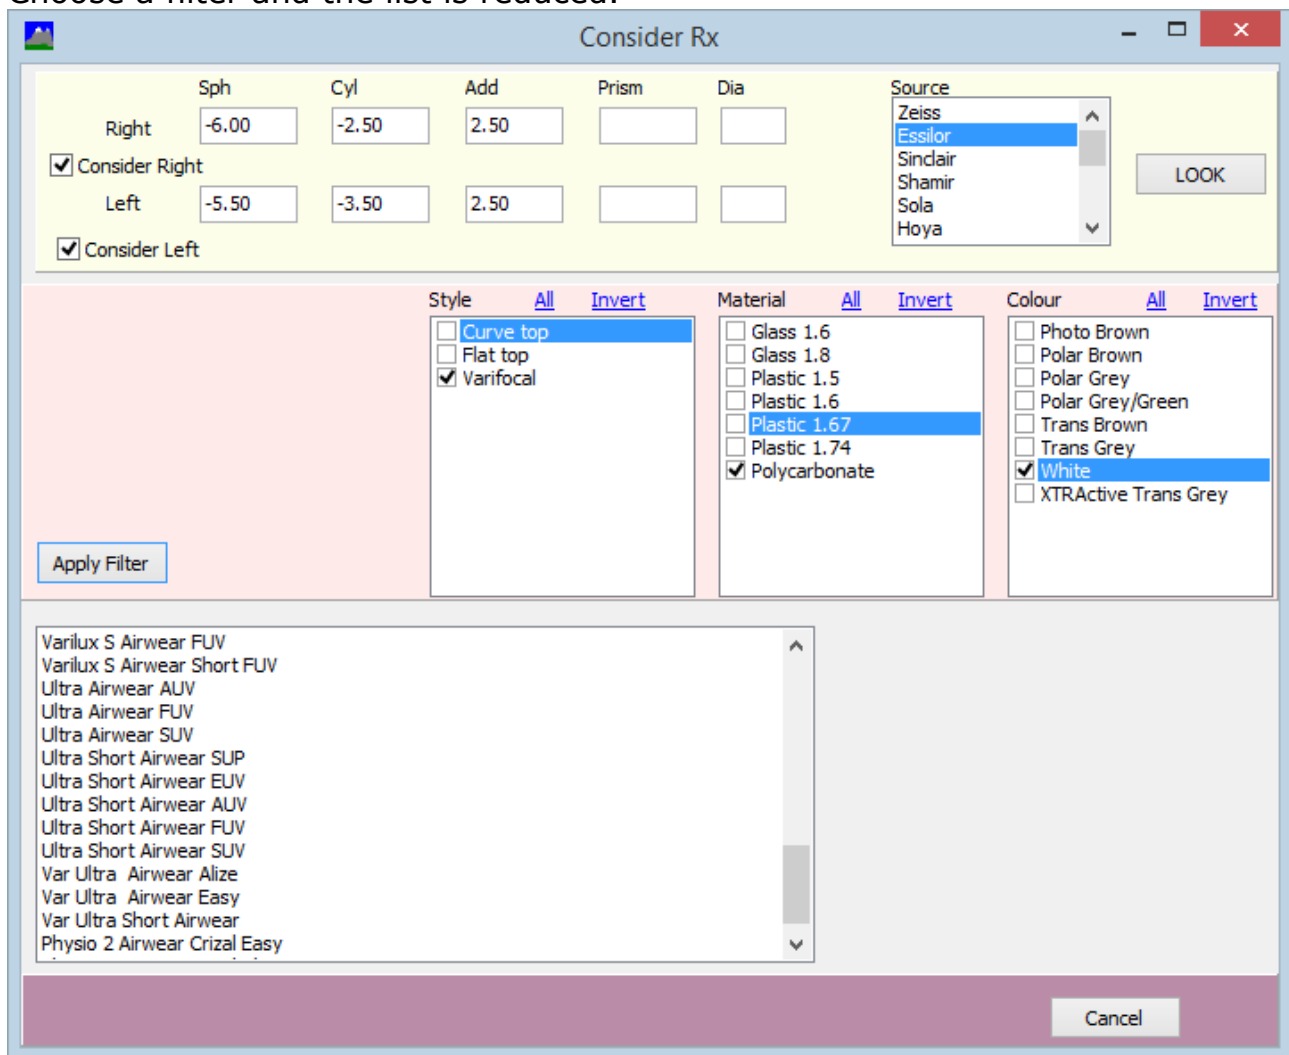 Choose a filter and the list is reduced.
Consider Rx
Sph Cyl Add Prism Dia Source
Right -6.00 -2.50 2.50
Consider Right
Left -5.50 -3.50 2.50
Consider Left
Zeiss
Essilor
Sinclair
Shamir
Sola
Hoya
LOOK
Style All Invert
Curve top
Flat top
Varifocal
Material All Invert
Glass 1.6
Glass 1.8
Plastic 1.5
Plastic 1.6
Plastic 1.67
Plastic 1.74
Polycarbonate
Colour All Invert
Photo Brown
Polar Brown
Polar Grey
Polar Grey/Green
Trans Brown
Trans Grey
White
XTRActive Trans Grey
Apply Filter
Varilux S Airwear FUV
Varilux S Airwear Short FUV
Ultra Airwear AUV
Ultra Airwear FUV
Ultra Airwear SUV
Ultra Short Airwear SUP
Ultra Short Airwear EUV
Ultra Short Airwear AUV
Ultra Short Airwear FUV
Ultra Short Airwear SUV
Var Ultra  Airwear Alize
Var Ultra  Airwear Easy
Var Ultra Short Airwear
Physio 2 Airwear Crizal Easy
Cancel